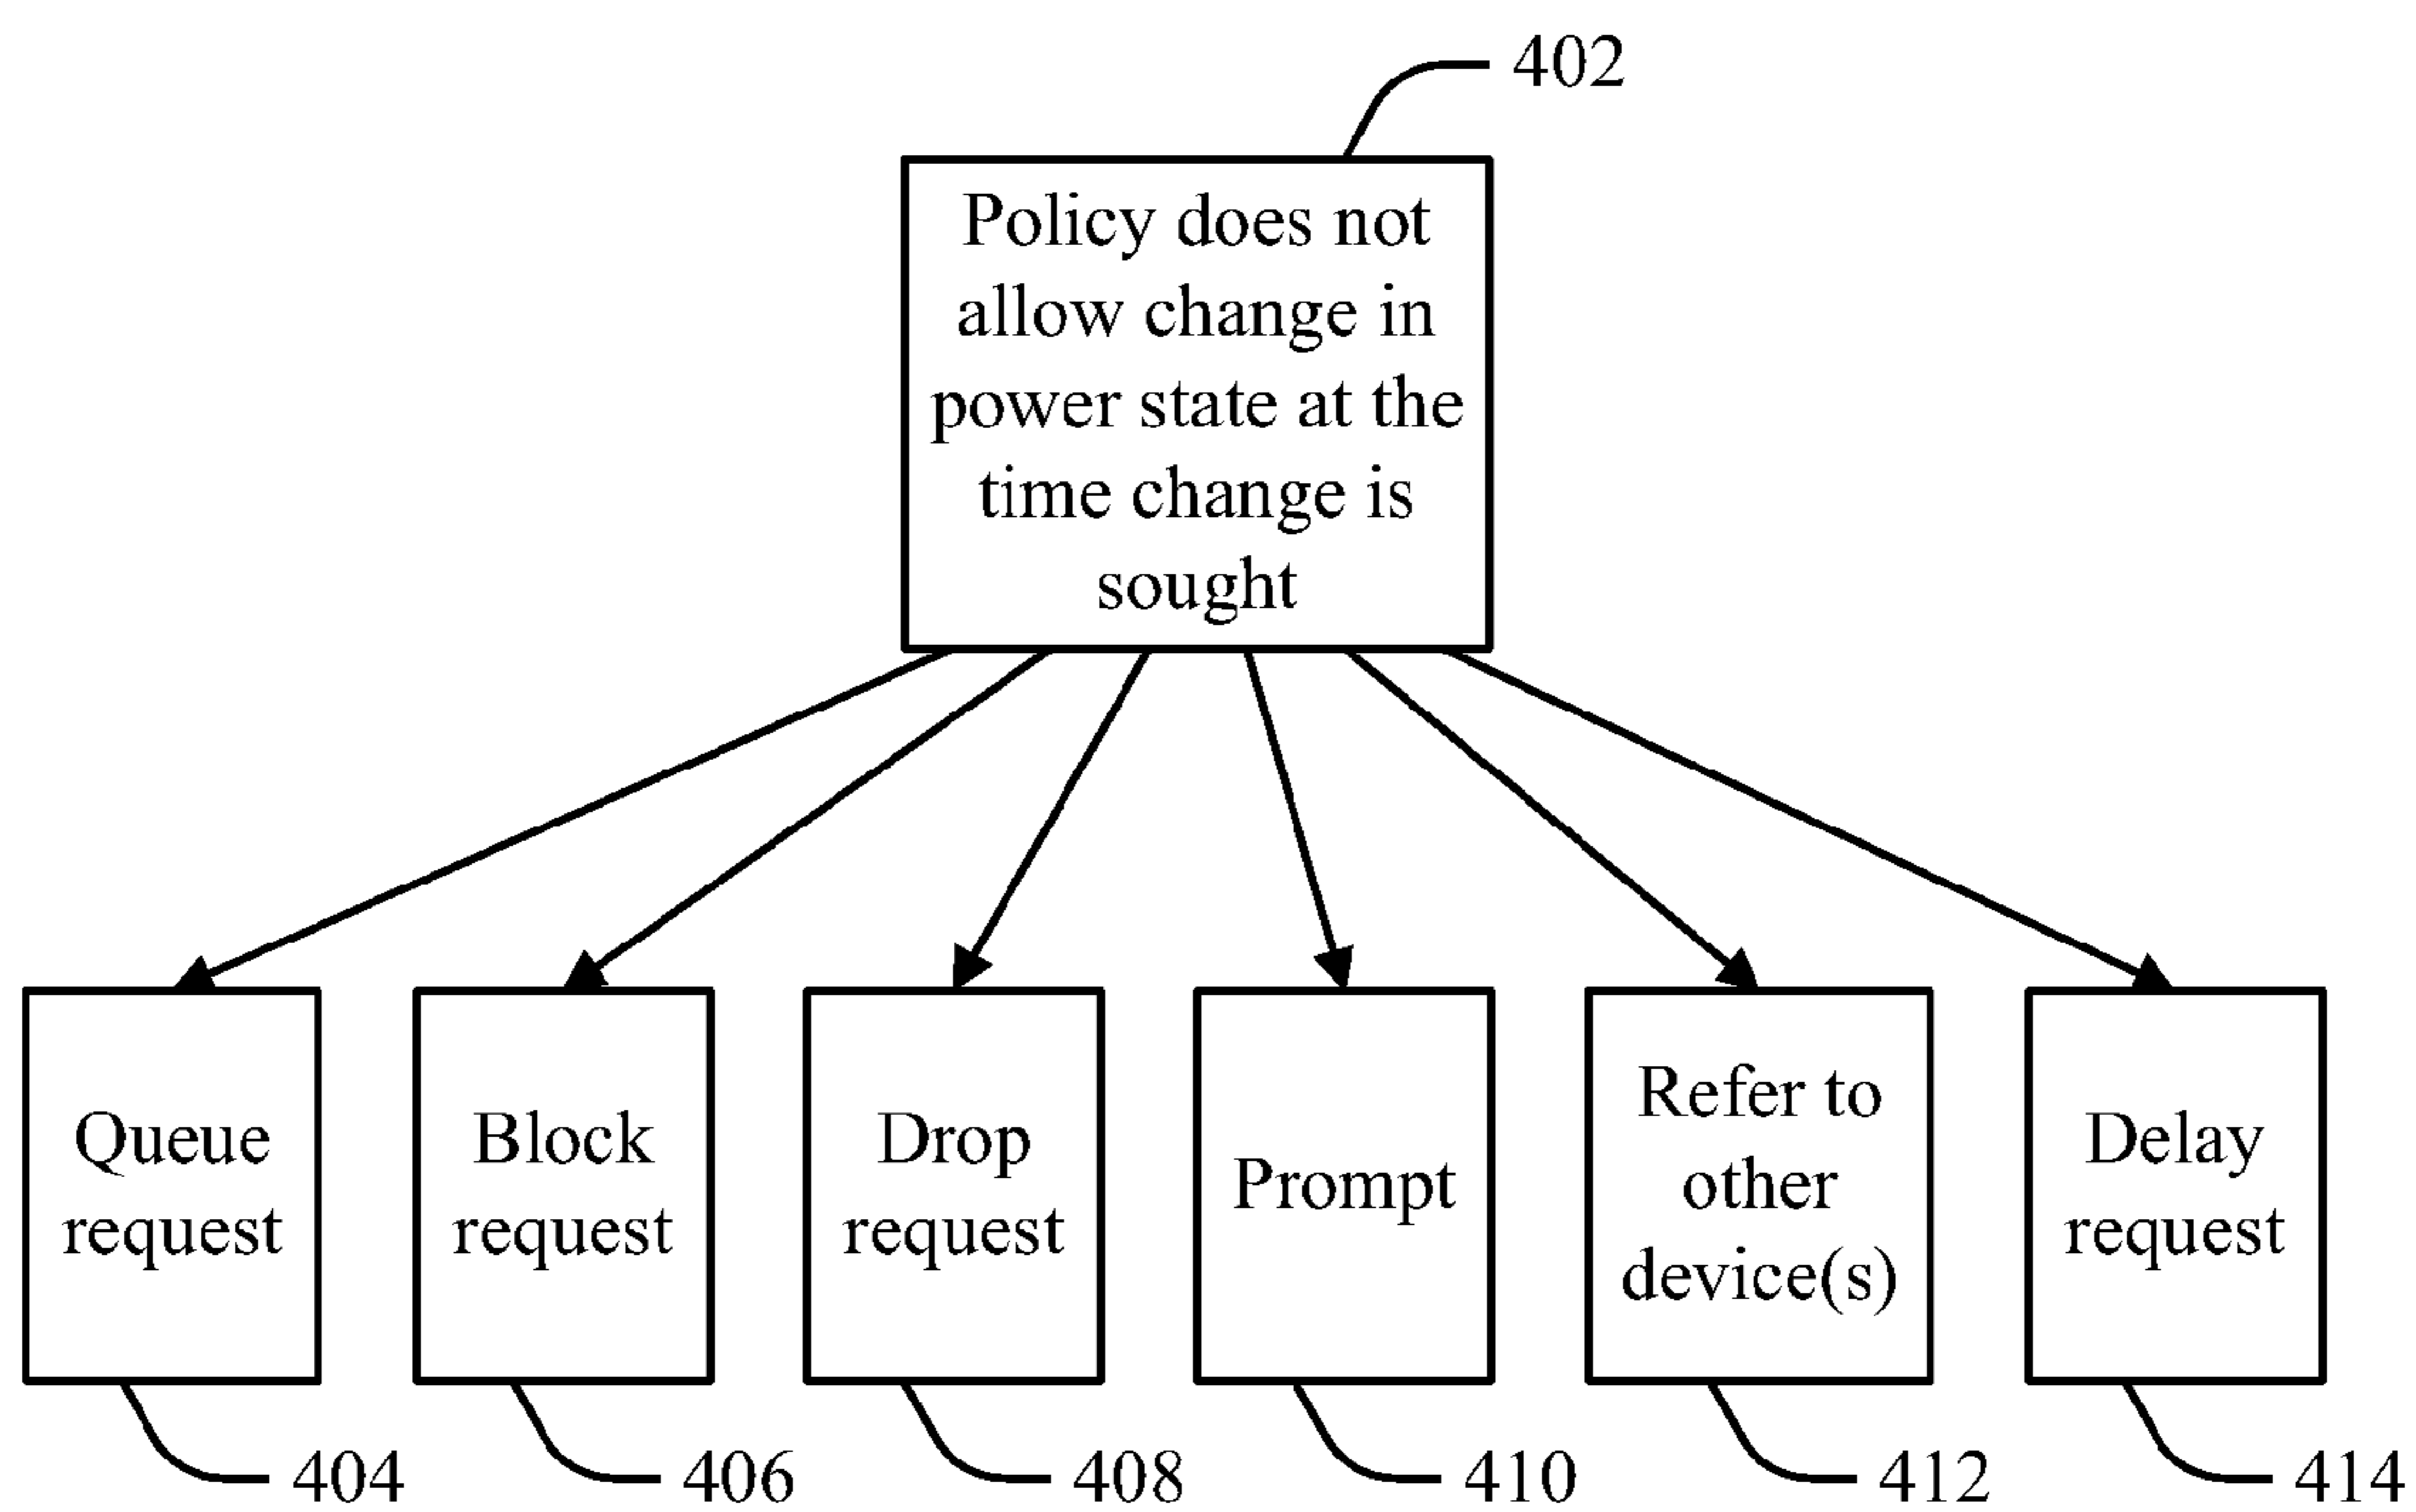 402
Policy does not
allow change in
power state at the
time change is
sought
Queue
request
Block
request
Drop
request
Prompt
Refer to
other
device(s)
Delay
request
404
406
408
410
412
414